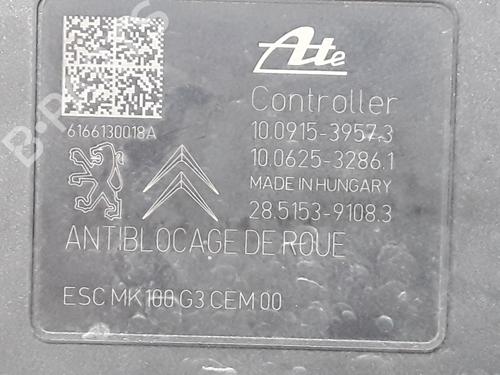 Ate
6166130018A
Controller
10.0915-3957.3
10.0625-3286.1
MADE IN HUNGARY
28.5153-9108.3
ANTIBLOCAGE DE ROUE
ESC MK100 G3 CEM 00